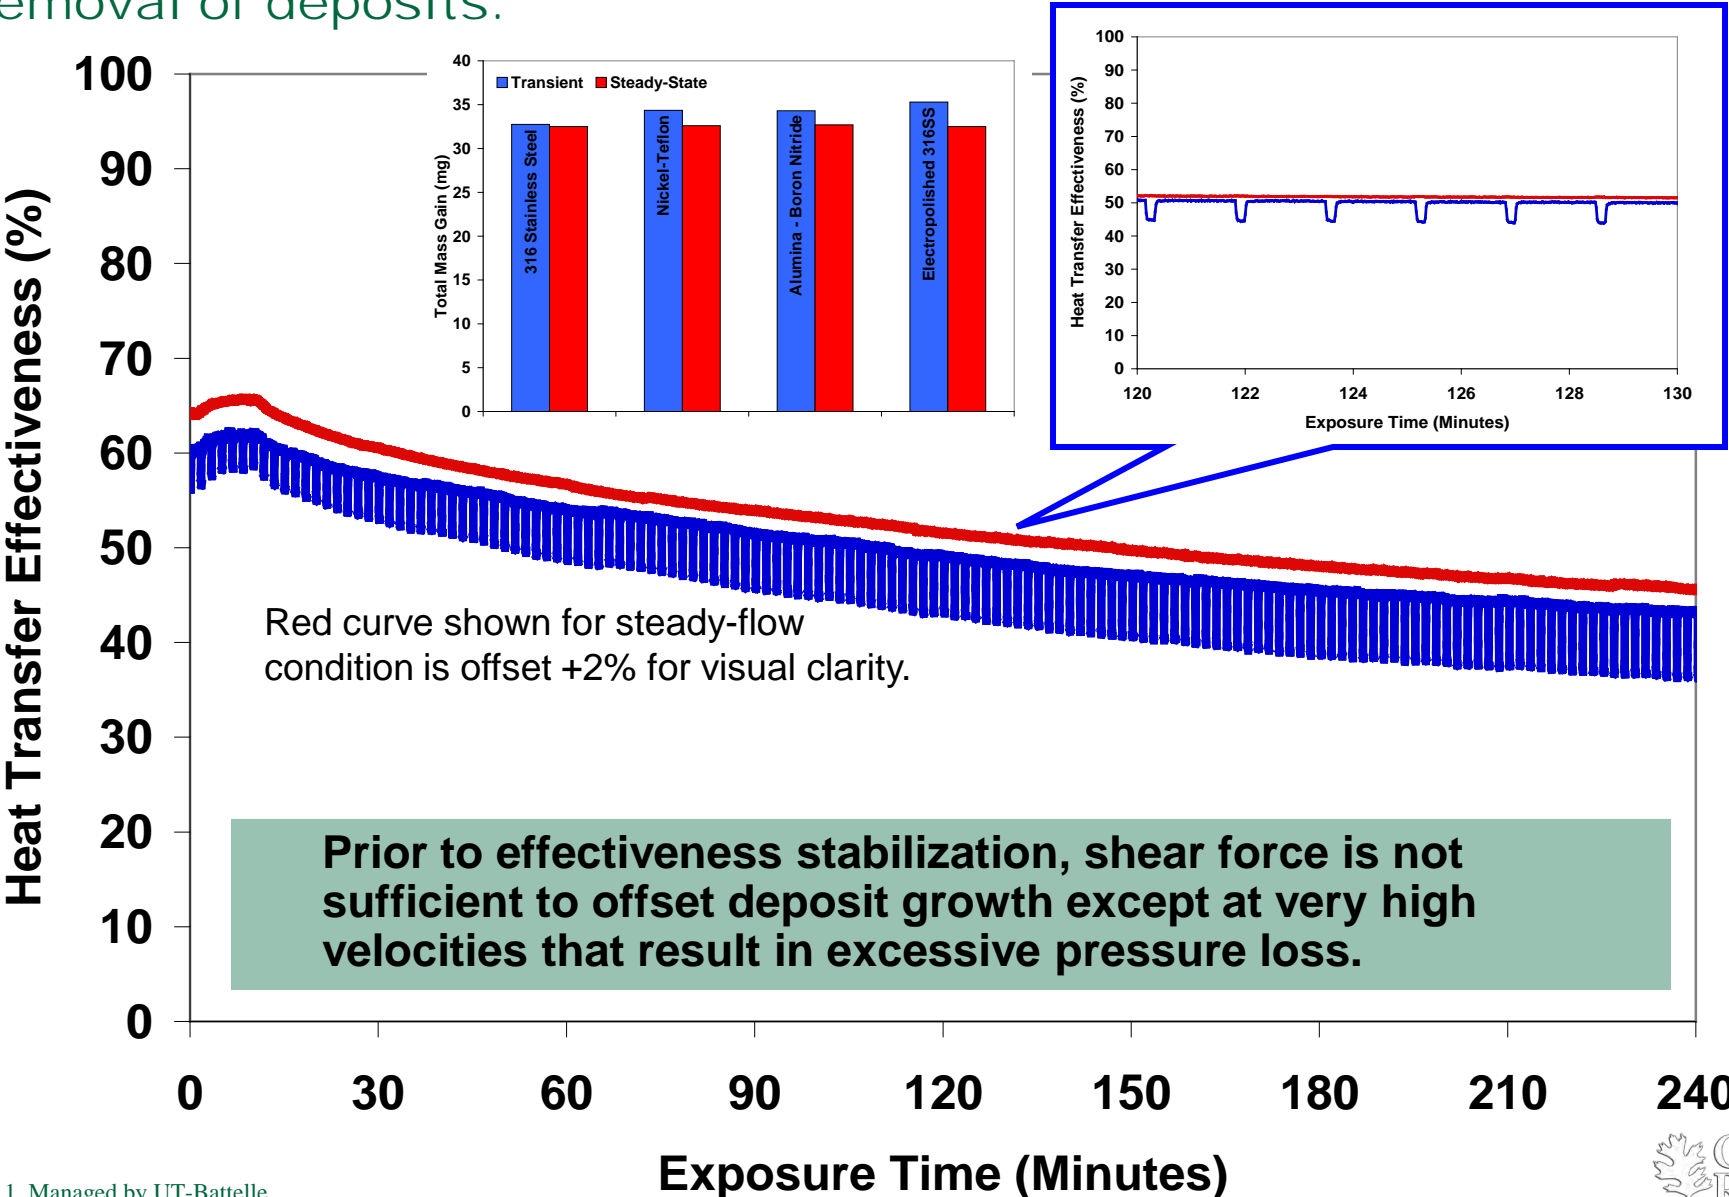 removal of deposits.
100
90
80
70
60
50
40
30
20
10
0
Heat Transfer Effectiveness (%)
0 30 60 90 120 150 180 210 240
Exposure Time (Minutes)
40
35
30
25
20
15
10
5
0
Total Mass Gain (mg)
Transient Steady-State
316 Stainless Steel
Nickel-Teflon
Alumina - Boron Nitride
Electropolished 316SS
100
90
80
70
60
50
40
30
20
10
0
Heat Transfer Effectiveness (%)
120 122 124 126 128 130
Exposure Time (Minutes)
Red curve shown for steady-flow
condition is offset +2% for visual clarity.
Prior to effectiveness stabilization, shear force is not
sufficient to offset deposit growth except at very high
velocities that result in excessive pressure loss.
1 Managed by UT-Battelle